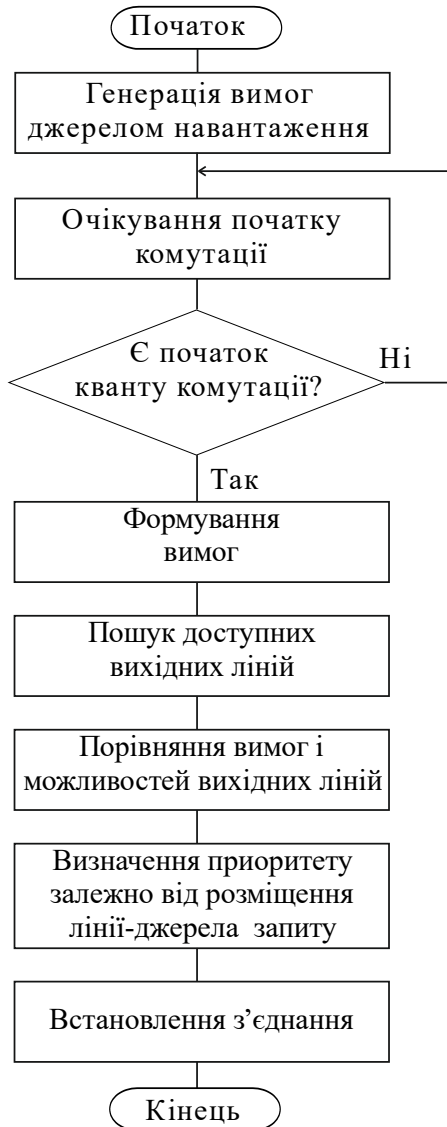 Початок
Генерація вимог
джерелом навантаження
Очікування початку
комутації
Є початок
кванту комутації?
Ні
Так
Формування
вимог
Пошук доступних
вихідних ліній
Порівняння вимог і
можливостей вихідних ліній
Визначення приоритету
залежно від розміщення
лінії-джерела запиту
Встановлення з’єднання
Кінець